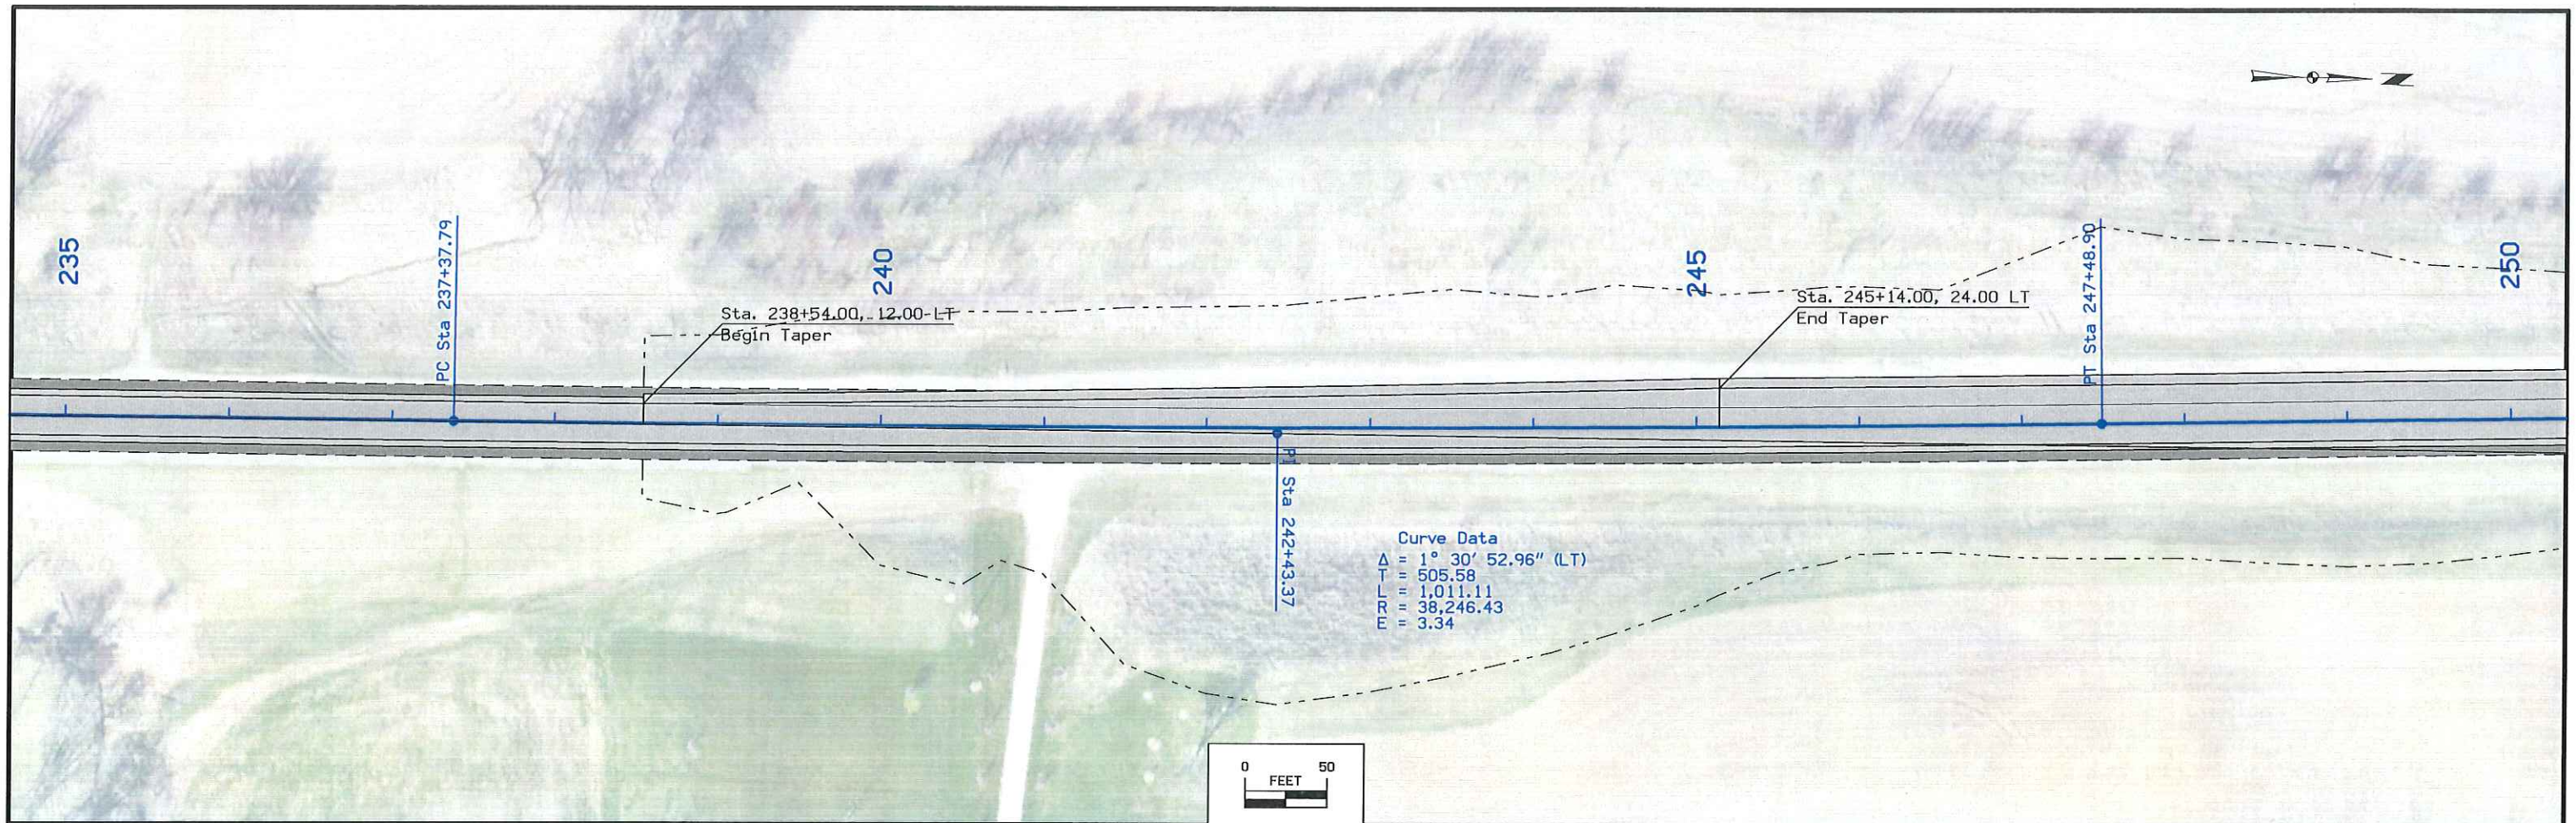 235
PC Sta 237+37.79
240
245
PT Sta 247+48.90
250
Sta. 238+54.00, 12.00 LT
Begin Taper
Sta. 245+14.00, 24.00 LT
End Taper
PI Sta 242+43.37
Curve Data
Δ = 1° 30' 52.96" (LT)
T = 505.58
L = 1,011.11
R = 38,246.43
E = 3.34
0 50
FEET
Z